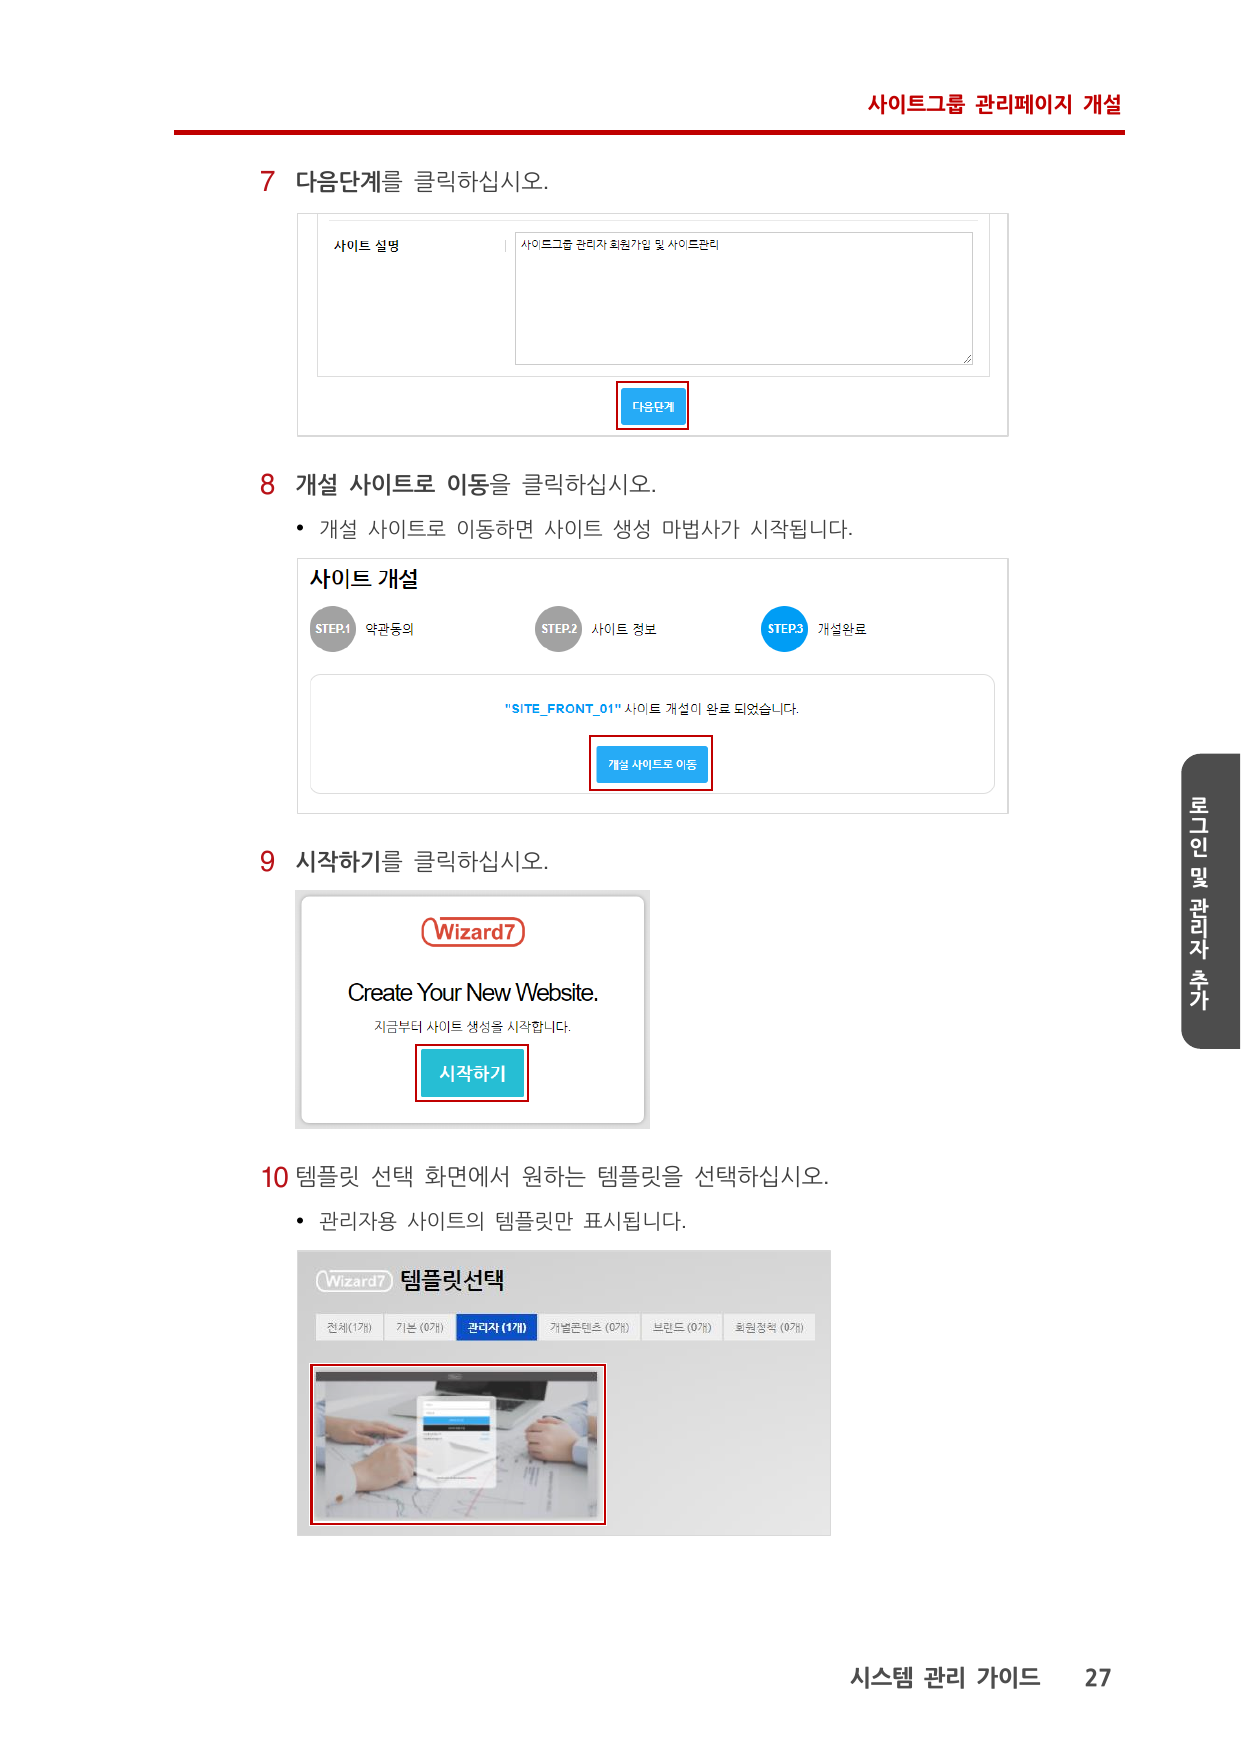 사이트그룹 관리페이지 개설
7 다음단계를 클릭하십시오.
사이트 설명
사이트그룹 관리자 회원가입 및 사이트관리
다음단계
8 개설 사이트로 이동을 클릭하십시오.
• 개설 사이트로 이동하면 사이트 생성 마법사가 시작됩니다.
사이트 개설
STEP.1 약관동의 STEP.2 사이트 정보 STEP.3 개설완료
"SITE_FRONT_01" 사이트 개설이 완료 되었습니다.
개설 사이트로 이동
로그인 및 관리자 추가
9 시작하기를 클릭하십시오.
Wizard7
Create Your New Website.
지금부터 사이트 생성을 시작합니다.
시작하기
10 템플릿 선택 화면에서 원하는 템플릿을 선택하십시오.
• 관리자용 사이트의 템플릿만 표시됩니다.
Wizard7 템플릿선택
전체(1개) 기본 (0개) 관리자 (1개) 개별콘텐츠 (0개) 브랜드 (0개) 회원정책 (0개)
시스템 관리 가이드 27